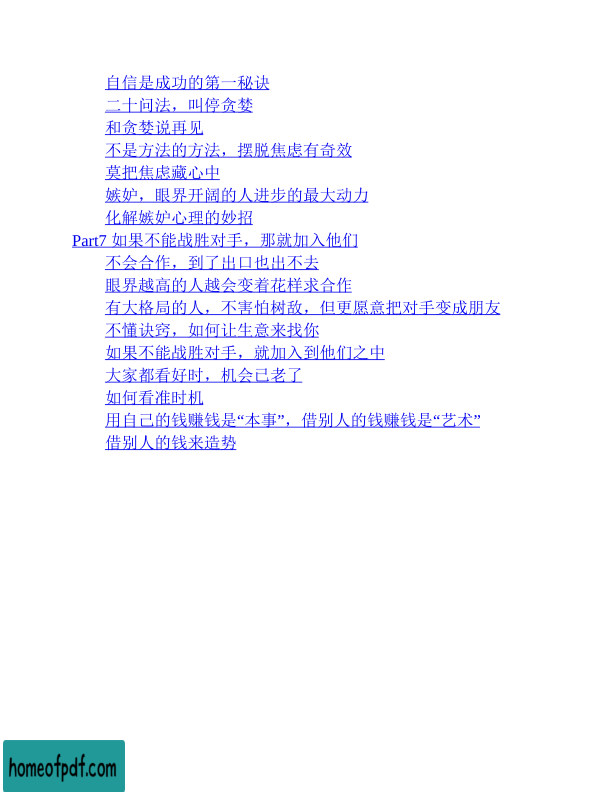 自信是成功的第一秘诀
二十问法，叫停贪婪
和贪婪说再见
不是方法的方法，摆脱焦虑有奇效
莫把焦虑藏心中
嫉妒，眼界开阔的人进步的最大动力
化解嫉妒心理的妙招
Part7 如果不能战胜对手，那就加入他们
不会合作，到了出口也出不去
眼界越高的人越会变着花样求合作
有大格局的人，不害怕树敌，但更愿意把对手变成朋友
不懂诀窍，如何让生意来找你
如果不能战胜对手，就加入到他们之中
大家都看好时，机会已老了
如何看准时机
用自己的钱赚钱是“本事”，借别人的钱赚钱是“艺术”
借别人的钱来造势
homeofpdf.com